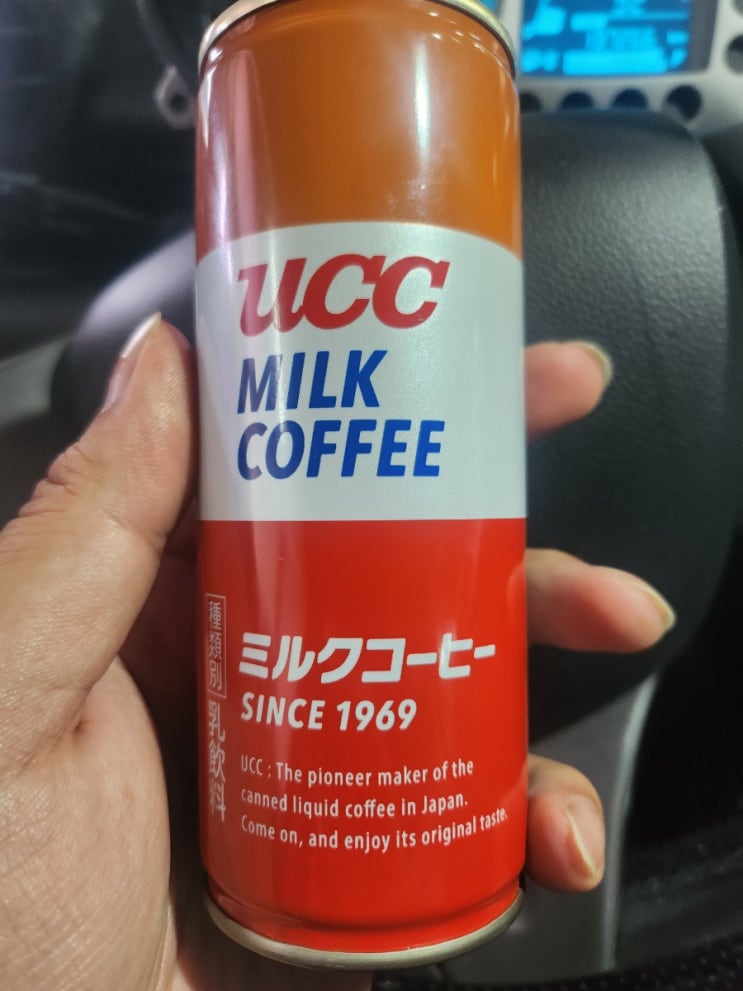 UCC
MILK
COFFEE
ミルクコーヒー
SINCE 1969
UCC : The pioneer maker of the
canned liquid coffee in Japan.
Come on, and enjoy its original taste.
種類別
乳飲料